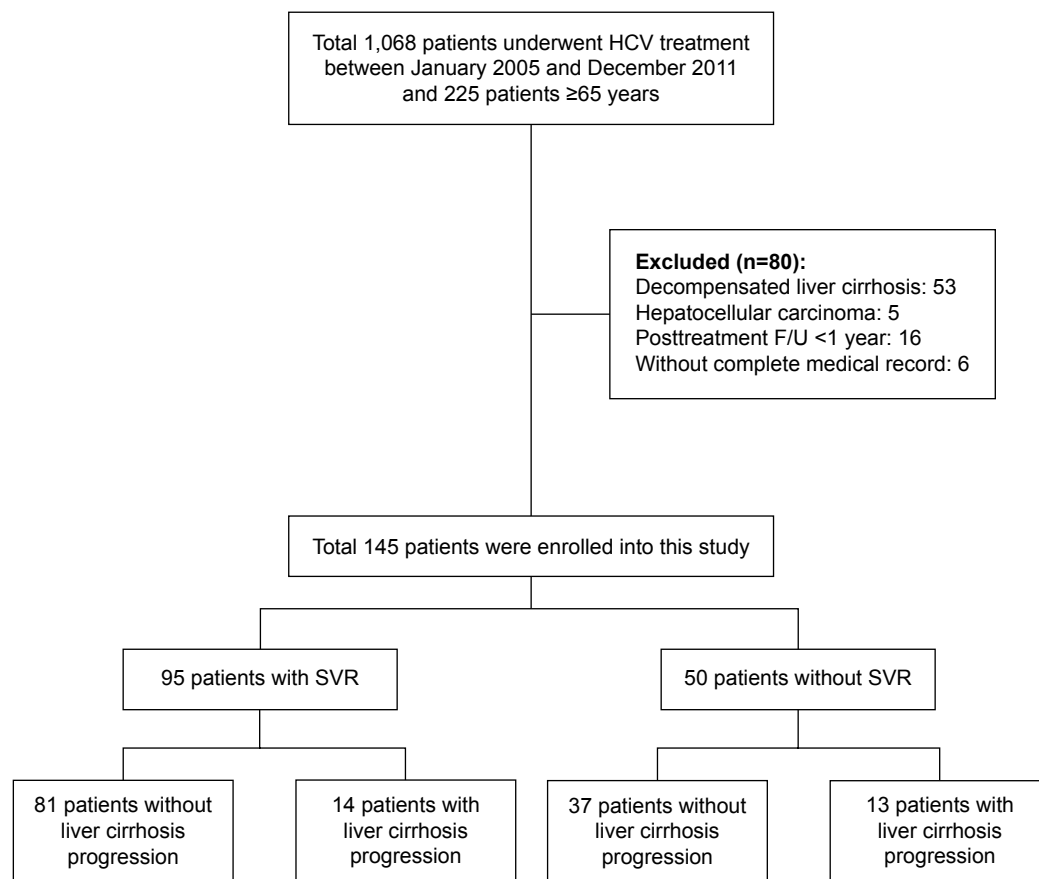 Total 1,068 patients underwent HCV treatment
between January 2005 and December 2011
and 225 patients ≥65 years
Excluded (n=80):
Decompensated liver cirrhosis: 53
Hepatocellular carcinoma: 5
Posttreatment F/U <1 year: 16
Without complete medical record: 6
Total 145 patients were enrolled into this study
95 patients with SVR
50 patients without SVR
81 patients without
liver cirrhosis
progression
14 patients with
liver cirrhosis
progression
37 patients without
liver cirrhosis
progression
13 patients with
liver cirrhosis
progression